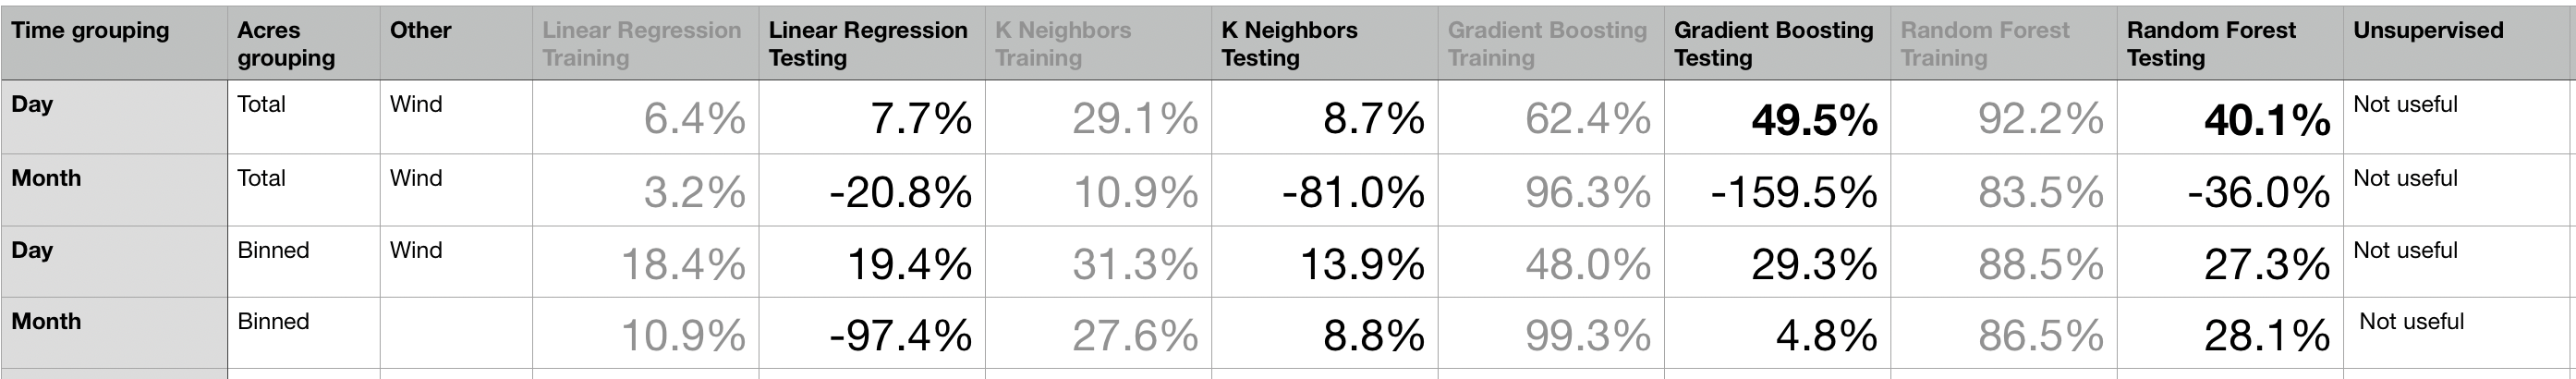 Time grouping Acres grouping Other Linear Regression Training Linear Regression Testing K Neighbors Training K Neighbors Testing Gradient Boosting Training Gradient Boosting Testing Random Forest Training Random Forest Testing Unsupervised
Day Total Wind 6.4% 7.7% 29.1% 8.7% 62.4% 49.5% 92.2% 40.1% Not useful
Month Total Wind 3.2% -20.8% 10.9% -81.0% 96.3% -159.5% 83.5% -36.0% Not useful
Day Binned Wind 18.4% 19.4% 31.3% 13.9% 48.0% 29.3% 88.5% 27.3% Not useful
Month Binned 10.9% -97.4% 27.6% 8.8% 99.3% 4.8% 86.5% 28.1% Not useful